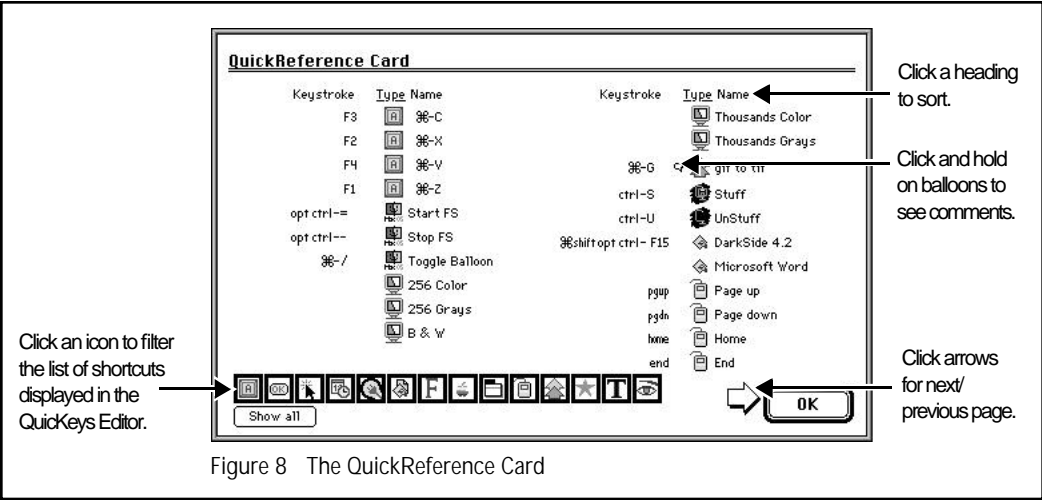 QuickReference Card
Keystroke Type Name
F3 ⌘-C
F2 ⌘-X
F4 ⌘-V
F1 ⌘-Z
opt ctrl-= Start FS
opt ctrl-- Stop FS
⌘-/ Toggle Balloon
256 Color
256 Grays
B & W
Keystroke Type Name
Thousands Color
Thousands Grays
⌘-G gif to tif
ctrl-S Stuff
ctrl-U UnStuff
⌘shift opt ctrl- F15 DarkSide 4.2
Microsoft Word
pgup Page up
pgdn Page down
home Home
end End
Show all
OK
Click a heading
to sort.
Click and hold
on balloons to
see comments.
Click an icon to filter
the list of shortcuts
displayed in the
QuicKeys Editor.
Click arrows
for next/
previous page.
Figure 8 The QuickReference Card